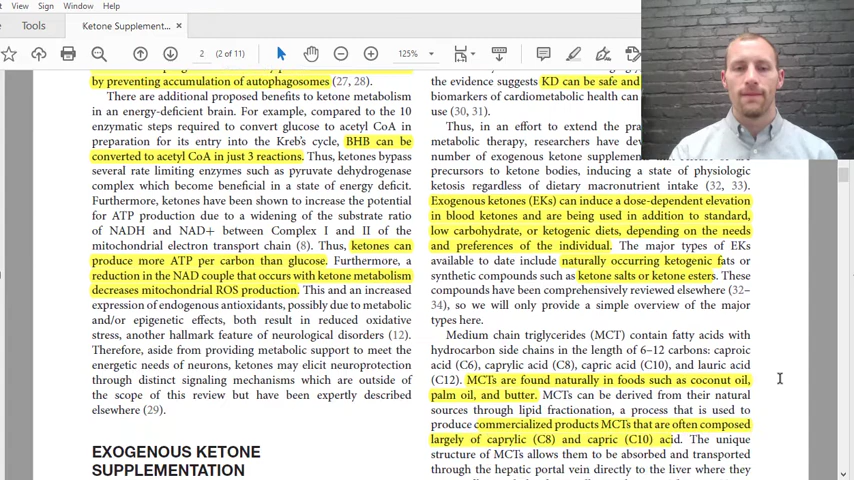 Window Help
Tools
Ketone Supplement... ×
2 (2 of 11)
125%
by preventing accumulation of autophagosomes (27, 28).
There are additional proposed benefits to ketone metabolism
in an energy-deficient brain. For example, compared to the 10
enzymatic steps required to convert glucose to acetyl CoA in
preparation for its entry into the Kreb's cycle, BHB can be
converted to acetyl CoA in just 3 reactions. Thus, ketones bypass
several rate limiting enzymes such as pyruvate dehydrogenase
complex which become beneficial in a state of energy deficit.
Furthermore, ketones have been shown to increase the potential
for ATP production due to a widening of the substrate ratio
of NADH and NAD+ between Complex I and II of the
mitochondrial electron transport chain (8). Thus, ketones can
produce more ATP per carbon than glucose. Furthermore, a
reduction in the NAD couple that occurs with ketone metabolism
decreases mitochondrial ROS production. This and an increased
expression of endogenous antioxidants, possibly due to metabolic
and/or epigenetic effects, both result in reduced oxidative
stress, another hallmark feature of neurological disorders (12).
Therefore, aside from providing metabolic support to meet the
energetic needs of neurons, ketones may elicit neuroprotection
through distinct signaling mechanisms which are outside of
the scope of this review but have been expertly described
elsewhere (29).
EXOGENOUS KETONE
SUPPLEMENTATION
the evidence suggests KD can be safe and
biomarkers of cardiometabolic health can
use (30, 31).
Thus, in an effort to extend the pra
metabolic therapy, researchers have dev
number of exogenous ketone supplemen
precursors to ketone bodies, inducing a state of physiologic
ketosis regardless of dietary macronutrient intake (32, 33).
Exogenous ketones (EKs) can induce a dose-dependent elevation
in blood ketones and are being used in addition to standard,
low carbohydrate, or ketogenic diets, depending on the needs
and preferences of the individual. The major types of EKs
available to date include naturally occurring ketogenic fats or
synthetic compounds such as ketone salts or ketone esters. These
compounds have been comprehensively reviewed elsewhere (32–
34), so we will only provide a simple overview of the major
types here.
Medium chain triglycerides (MCT) contain fatty acids with
hydrocarbon side chains in the length of 6–12 carbons: caproic
acid (C6), caprylic acid (C8), capric acid (C10), and lauric acid
(C12). MCTs are found naturally in foods such as coconut oil,
palm oil, and butter. MCTs can be derived from their natural
sources through lipid fractionation, a process that is used to
produce commercialized products MCTs that are often composed
largely of caprylic (C8) and capric (C10) acid. The unique
structure of MCTs allows them to be absorbed and transported
through the hepatic portal vein directly to the liver where they